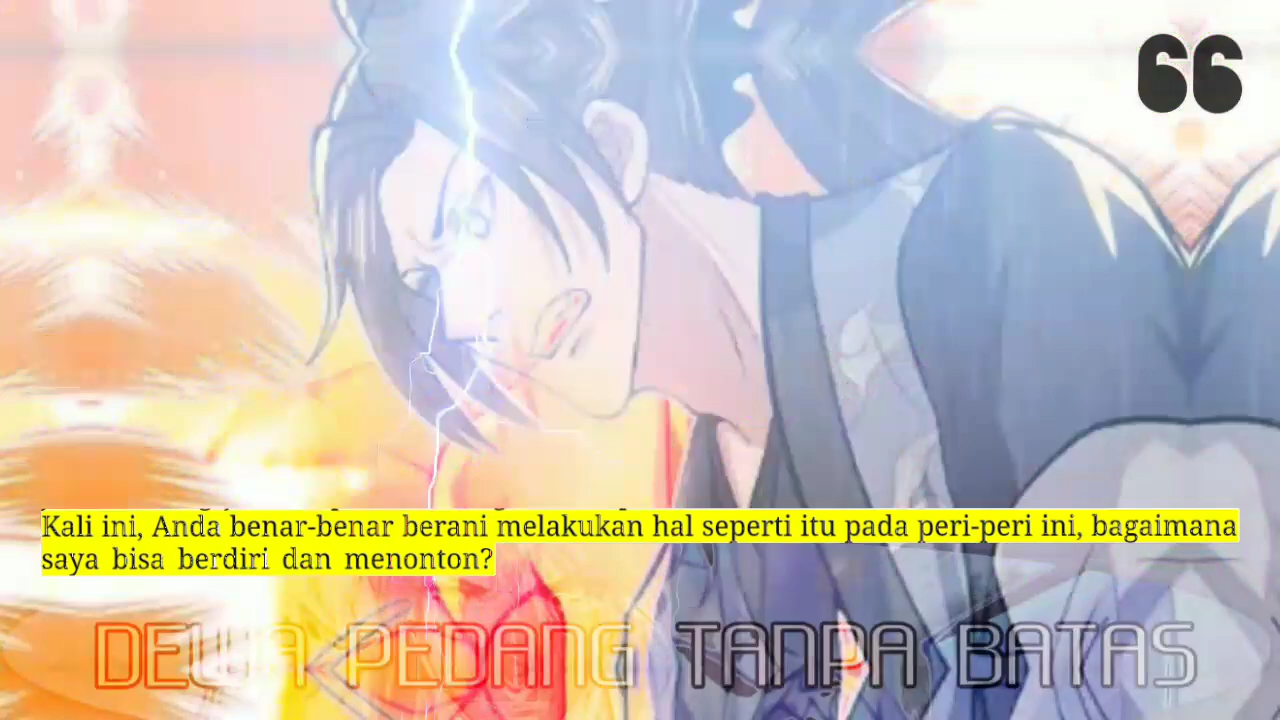 66
Kali ini, Anda benar-benar berani melakukan hal seperti itu pada peri-peri ini, bagaimana
saya bisa berdiri dan menonton?
DEWA PEDANG TANPA BATAS